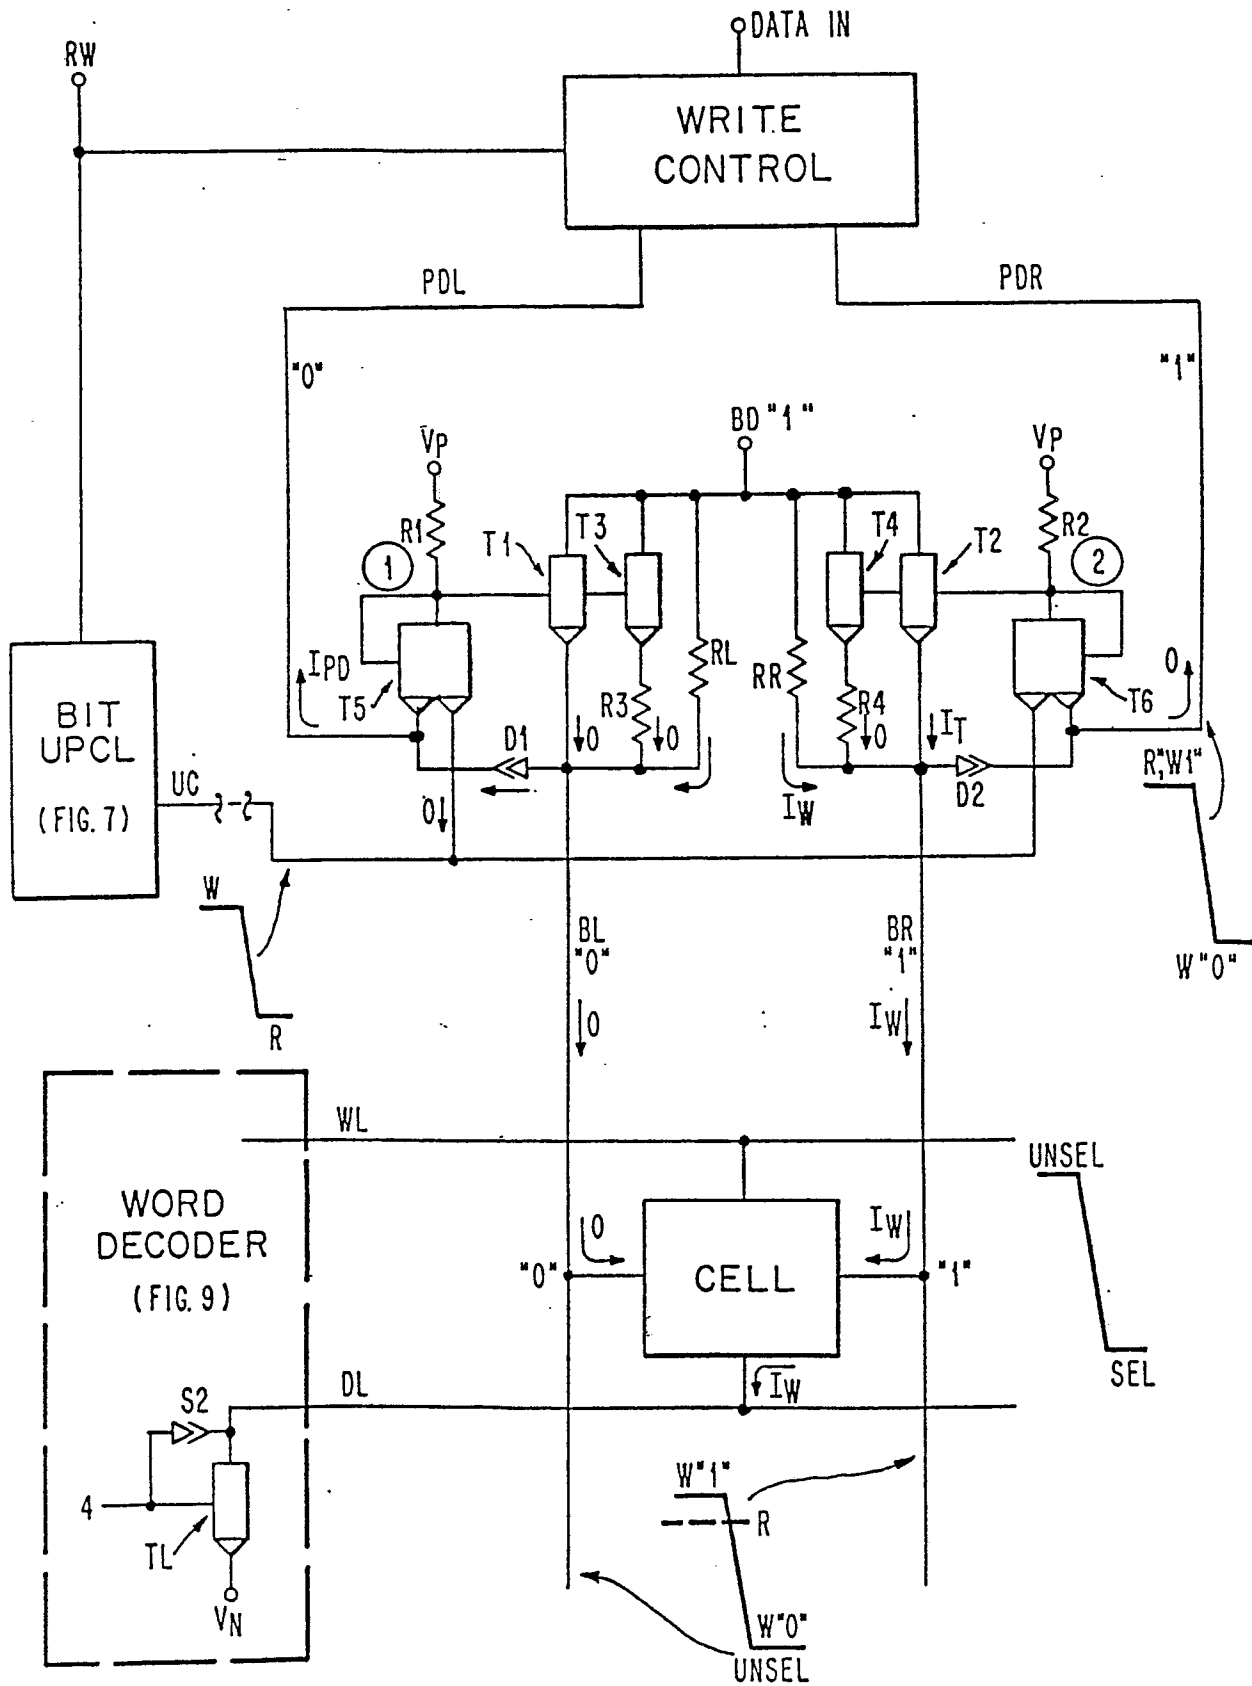 DATA IN
RW
WRITE
CONTROL
PDL
PDR
"0"
"1"
BD "1"
VP
VP
R1
T1
T3
T4
T2
R2
1
2
IPD
T5
R3
RL
RR
R4
T6
0
BIT
UPCL
(FIG. 7)
UC
D1
0
0
IT
D2
0
IW
0
R,"W1"
W
R
BL
"0"
BR
"1"
W"0"
0
IW
WL
UNSEL
WORD
DECODER
(FIG. 9)
0
IW
"0"
CELL
"1"
SEL
DL
IW
S2
4
TL
VN
W"1"
R
W"0"
UNSEL